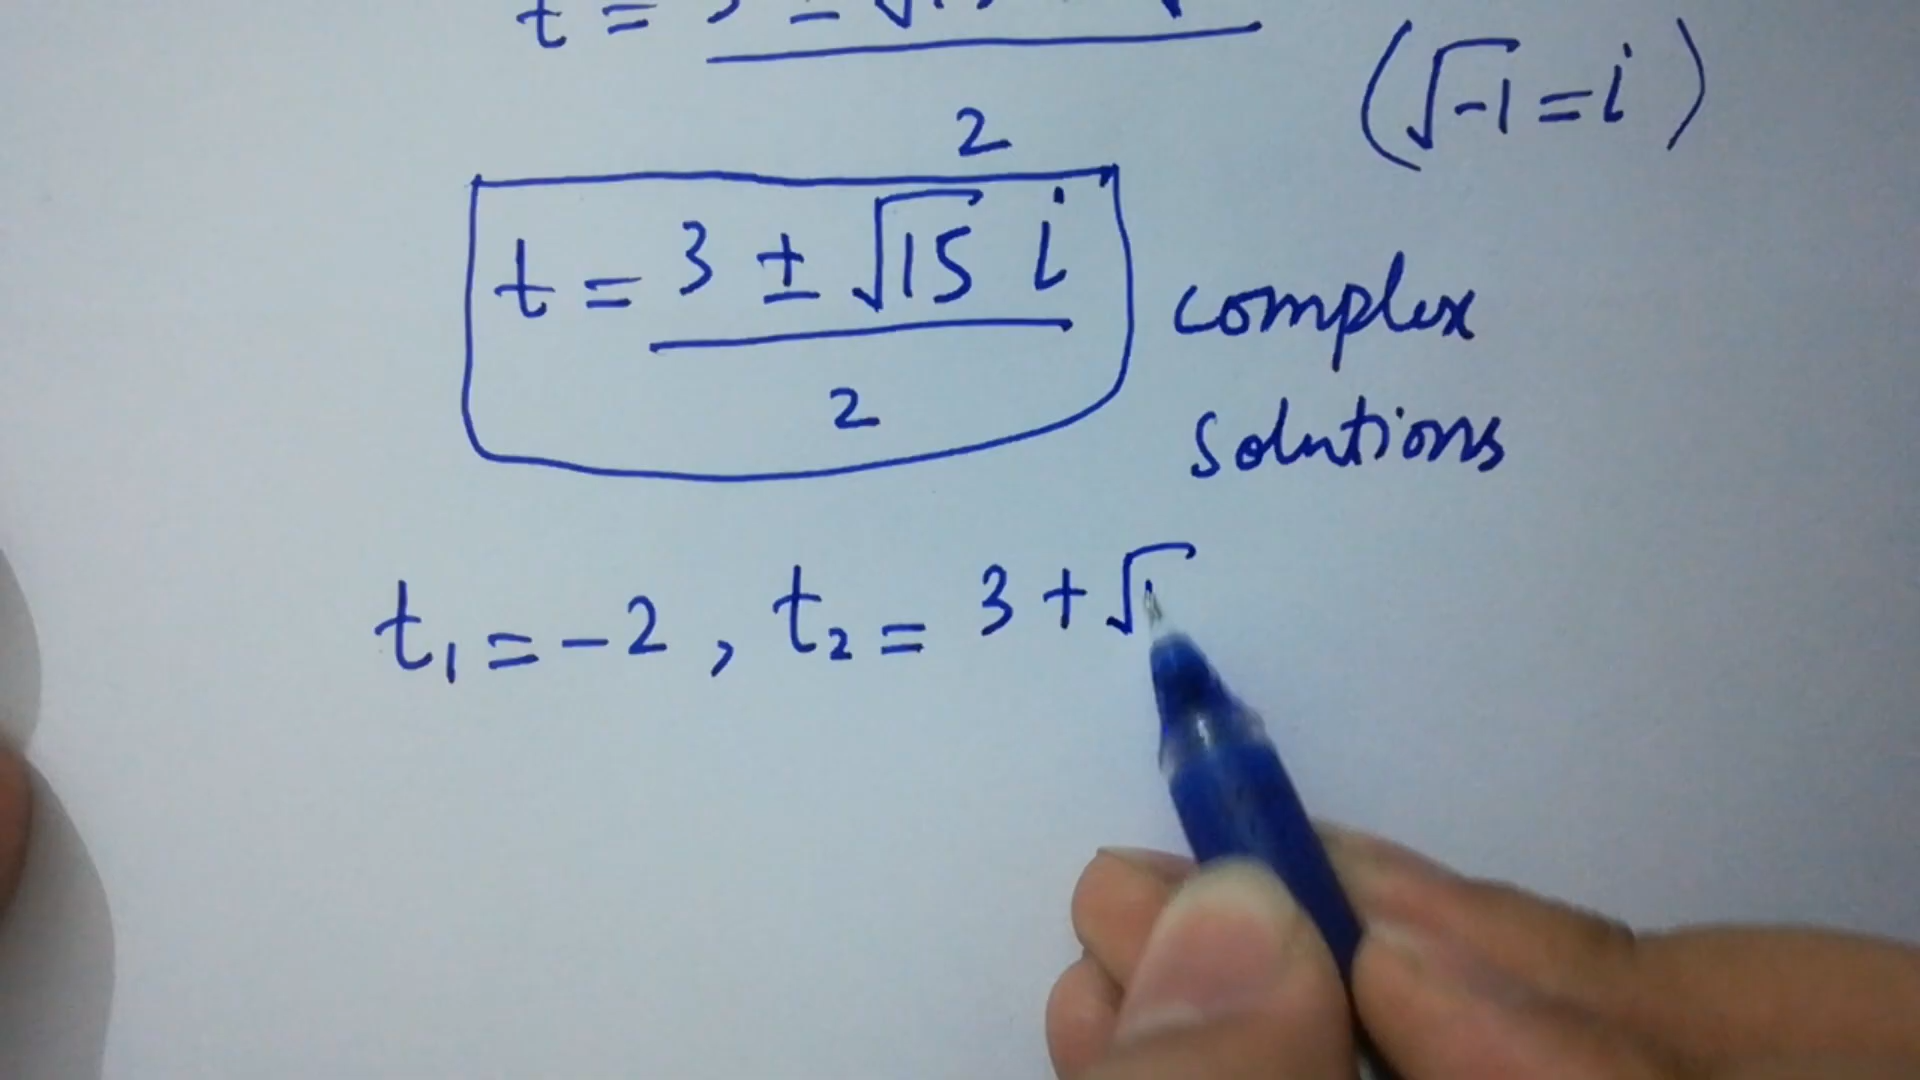 t =
2
(√-1 = i)
t = 3 ± √15 i
2
complex
solutions
t₁ = -2 , t₂ = 3 + √